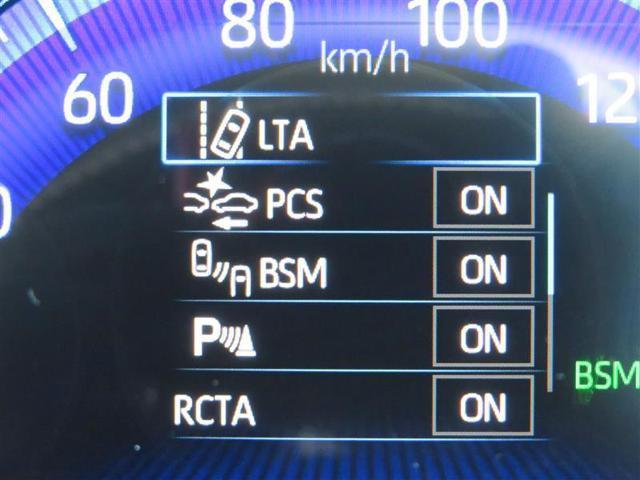 80 100
km/h
60 12
LTA
PCS ON
BSM ON
P ON
BSM
RCTA ON